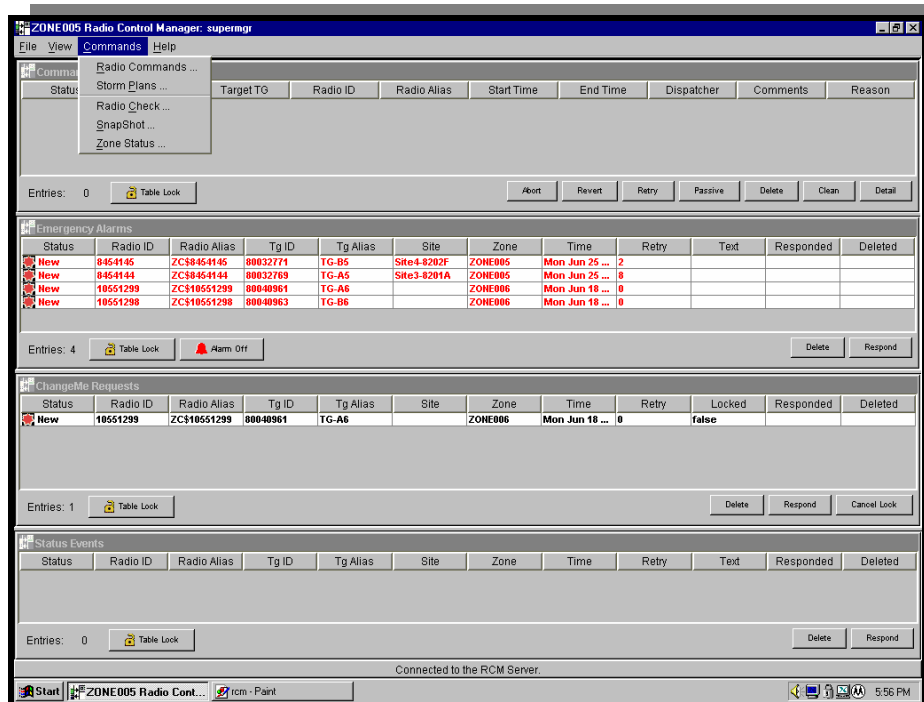 ZONE005 Radio Control Manager: supermgr
File View Commands Help
Radio Commands ...
Storm Plans ...
Radio Check ...
SnapShot ...
Zone Status ...
Status Target TG Radio ID Radio Alias Start Time End Time Dispatcher Comments Reason
Entries: 0 Table Lock Abort Revert Retry Passive Delete Clean Detail
Emergency Alarms
Status Radio ID Radio Alias Tg ID Tg Alias Site Zone Time Retry Text Responded Deleted
New 8454145 ZC$8454145 80032771 TG-B5 Site4-8202F ZONE005 Mon Jun 25 ... 2
New 8454144 ZC$8454144 80032769 TG-A5 Site3-8201A ZONE005 Mon Jun 25 ... 8
New 10551299 ZC$10551299 80040961 TG-A6 ZONE006 Mon Jun 18 ... 0
New 10551298 ZC$10551298 80040963 TG-B6 ZONE006 Mon Jun 18 ... 0
Entries: 4 Table Lock Alarm Off Delete Respond
ChangeMe Requests
Status Radio ID Radio Alias Tg ID Tg Alias Site Zone Time Retry Locked Responded Deleted
New 10551299 ZC$10551299 80040961 TG-A6 ZONE006 Mon Jun 18 ... 0 false
Entries: 1 Table Lock Delete Respond Cancel Lock
Status Events
Status Radio ID Radio Alias Tg ID Tg Alias Site Zone Time Retry Text Responded Deleted
Entries: 0 Table Lock Delete Respond
Connected to the RCM Server.
Start ZONE005 Radio Cont... rcm - Paint 5:56 PM